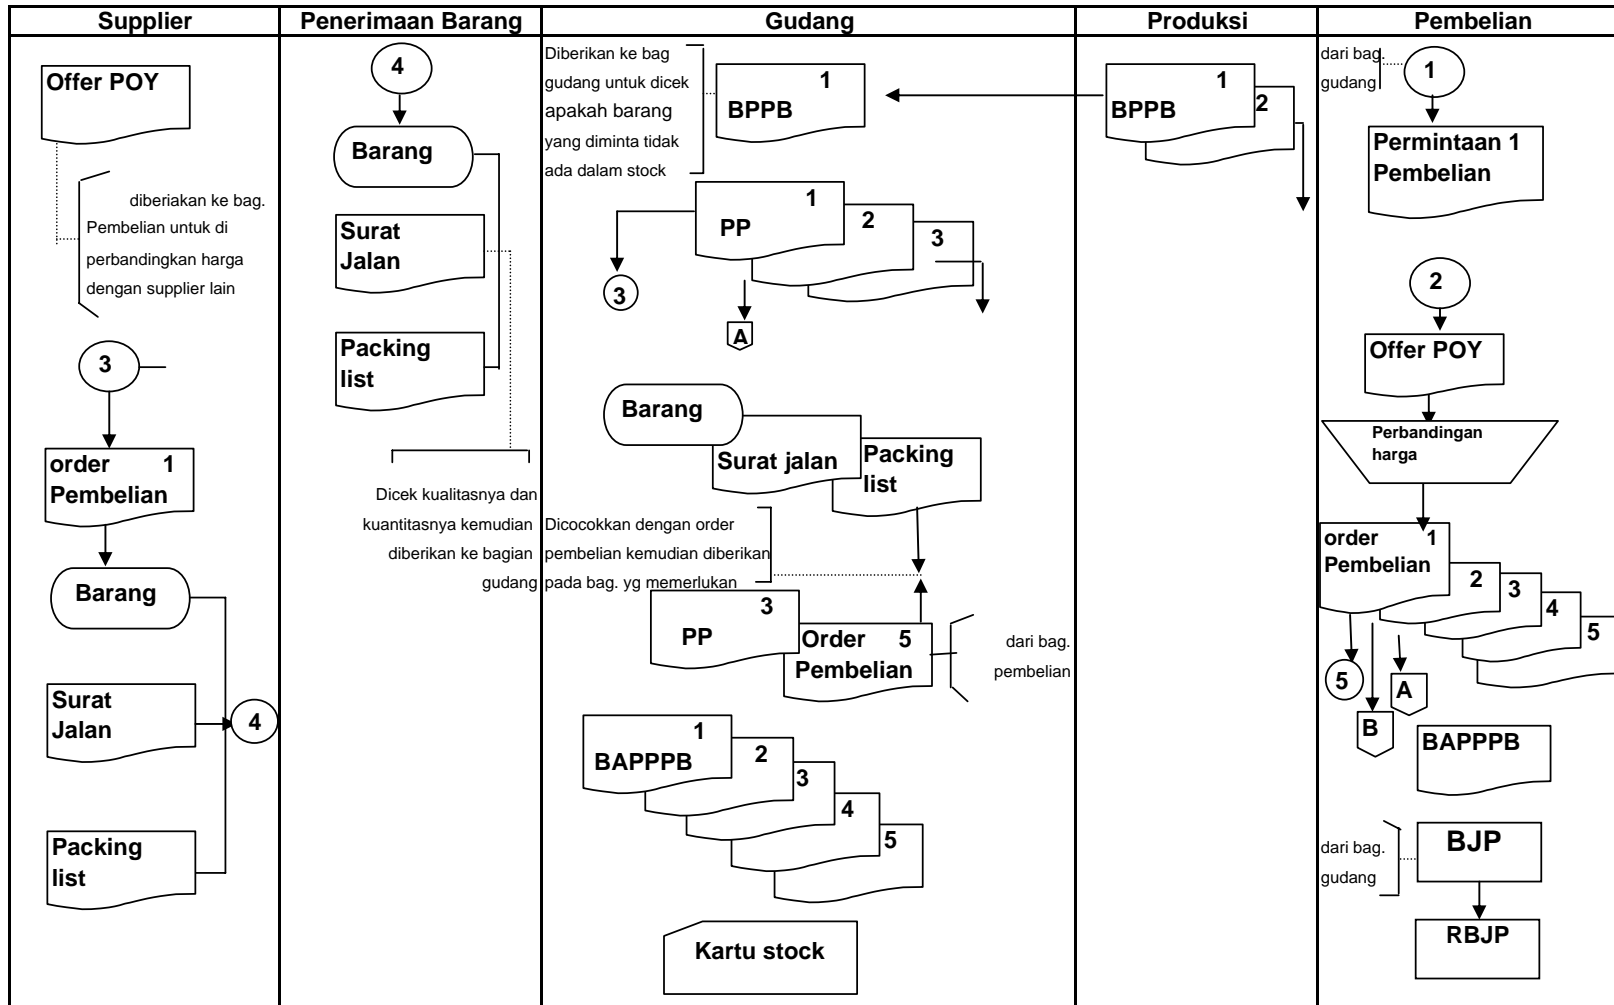 Supplier
Penerimaan Barang
Gudang
Produksi
Pembelian
Offer POY
diberiakan ke bag.
Pembelian untuk di
perbandingkan harga
dengan supplier lain
3
order 1
Pembelian
Barang
Surat
Jalan
4
Packing
list
4
Barang
Surat
Jalan
Packing
list
Dicek kualitasnya dan
kuantitasnya kemudian
diberikan ke bagian
gudang
Diberikan ke bag
gudang untuk dicek
apakah barang
yang diminta tidak
ada dalam stock
1
BPPB
1
PP
2
3
3
A
Barang
Surat jalan
Packing
list
Dicocokkan dengan order
pembelian kemudian diberikan
pada bag. yg memerlukan
3
PP
Order 5
Pembelian
dari bag.
pembelian
1
BAPPPB
2
3
4
5
Kartu stock
1
BPPB
2
dari bag.
gudang
1
Permintaan 1
Pembelian
2
Offer POY
Perbandingan
harga
order 1
Pembelian
2
3
4
5
5
A
B
BAPPPB
dari bag.
gudang
BJP
RBJP